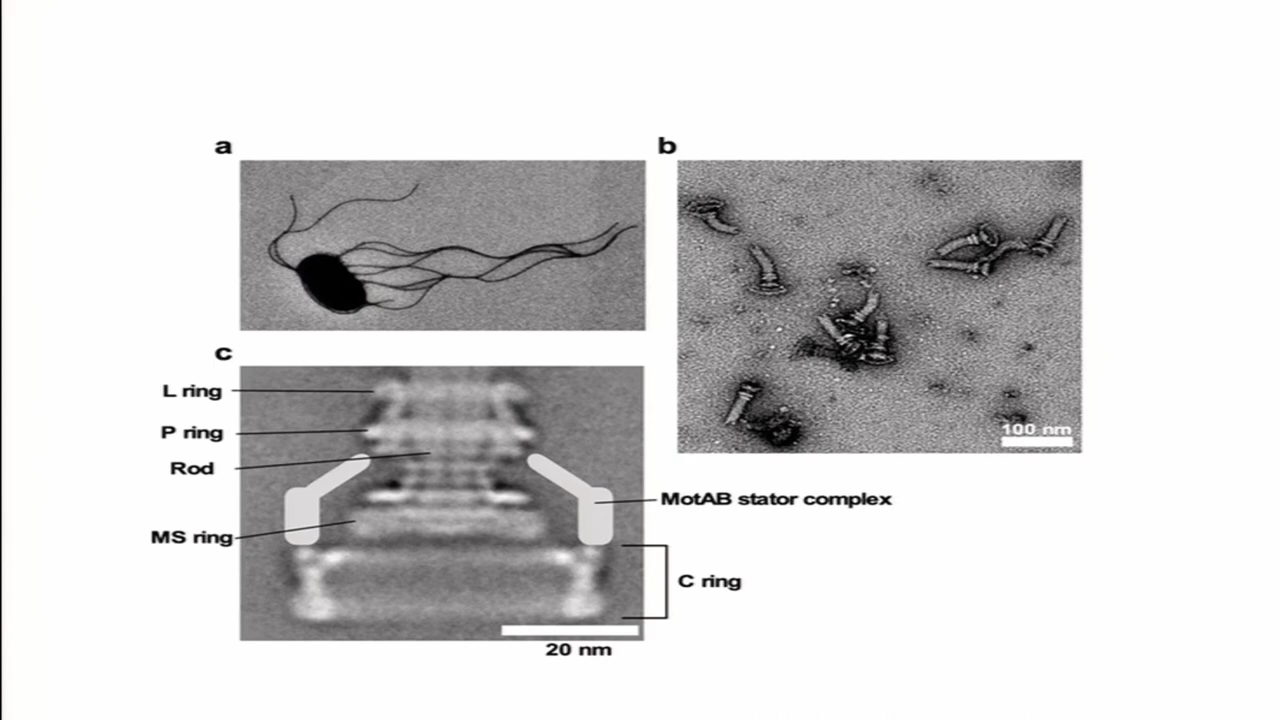 a
b
100 nm
c
L ring
P ring
Rod
MS ring
MotAB stator complex
C ring
20 nm